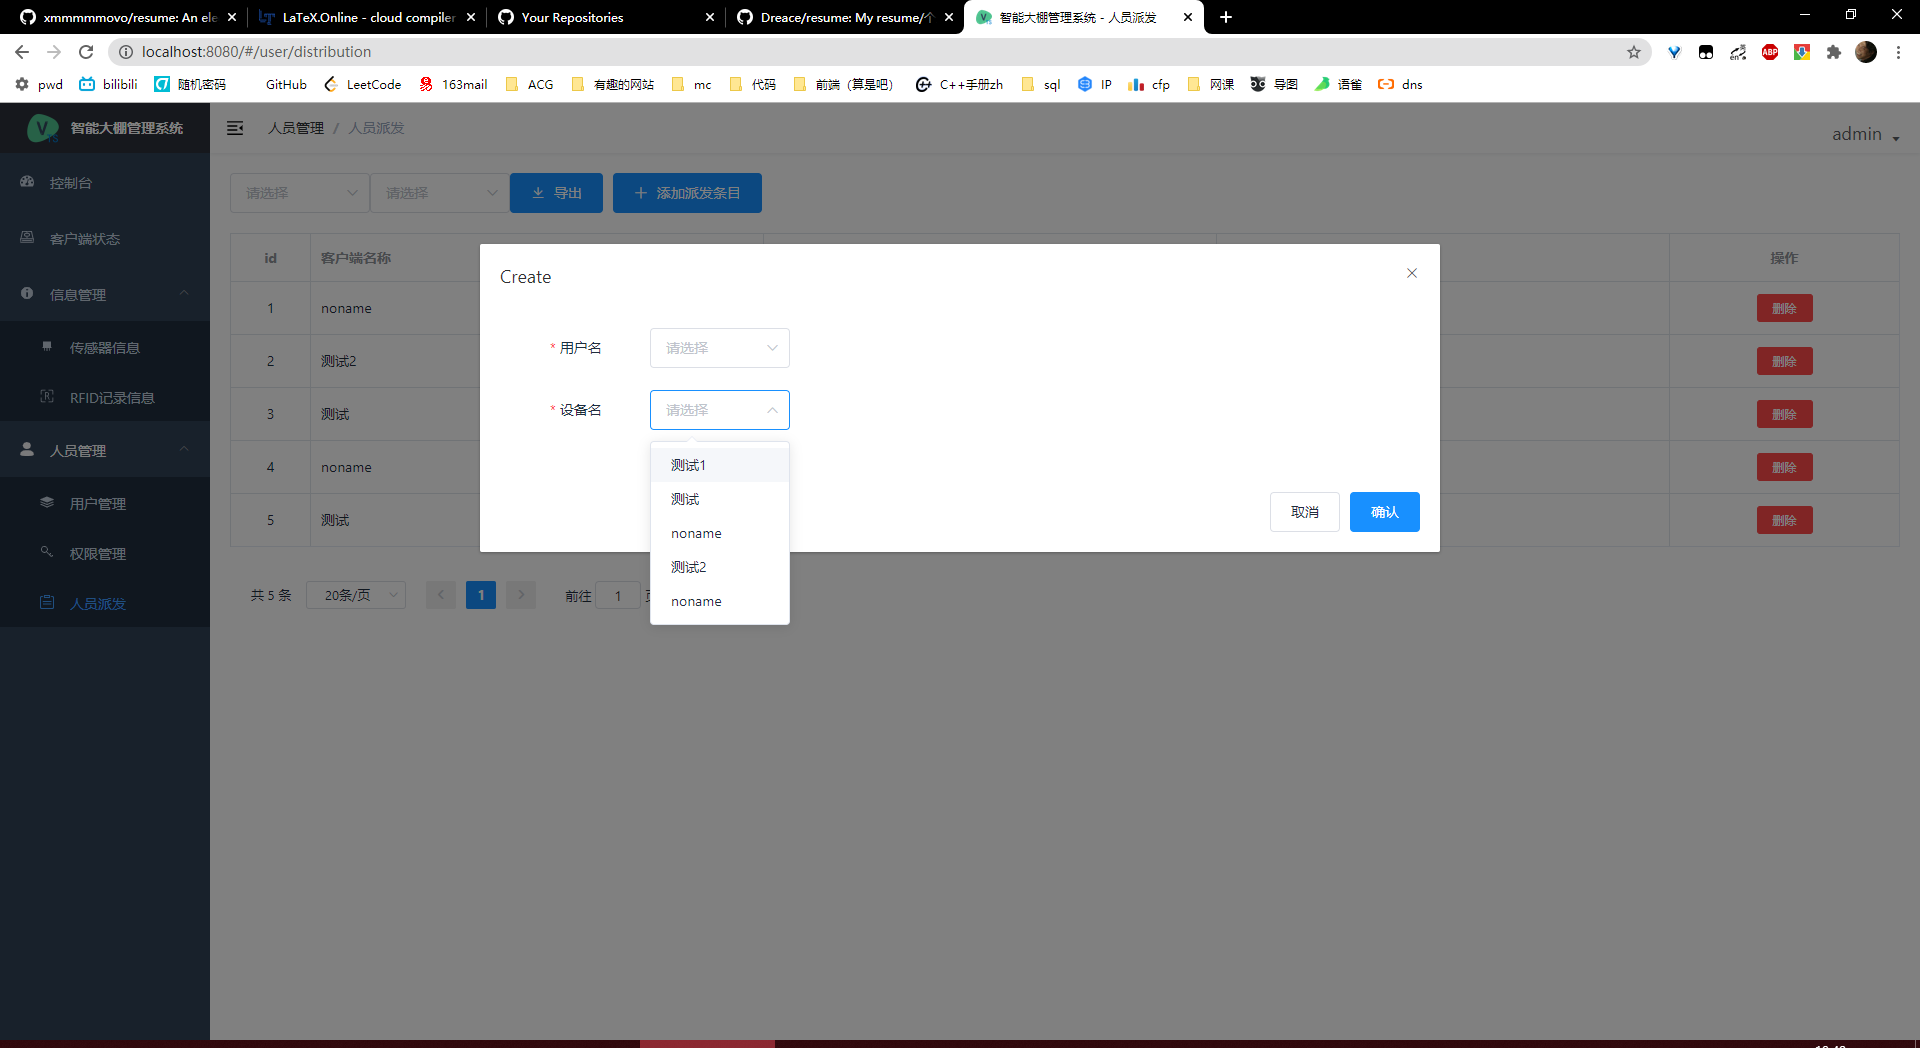 xmmmmmovo/resume: An ele
LaTeX.Online - cloud compiler
Your Repositories
Dreace/resume: My resume/个
智能大棚管理系统 - 人员派发
localhost:8080/#/user/distribution
pwd
bilibili
随机密码
GitHub
LeetCode
163mail
ACG
有趣的网站
mc
代码
前端（算是吧）
C++手册zh
sql
IP
cfp
网课
导图
语雀
dns
智能大棚管理系统
人员管理 / 人员派发
admin
控制台
客户端状态
信息管理
传感器信息
RFID记录信息
人员管理
用户管理
权限管理
人员派发
请选择 请选择 导出 添加派发条目
id 客户端名称 操作
1 noname 删除
2 测试2 删除
3 测试 删除
4 noname 删除
5 测试 删除
共 5 条 20条/页 1 前往 1
Create
* 用户名 请选择
* 设备名 请选择
测试1
测试
noname
测试2
noname
取消 确认